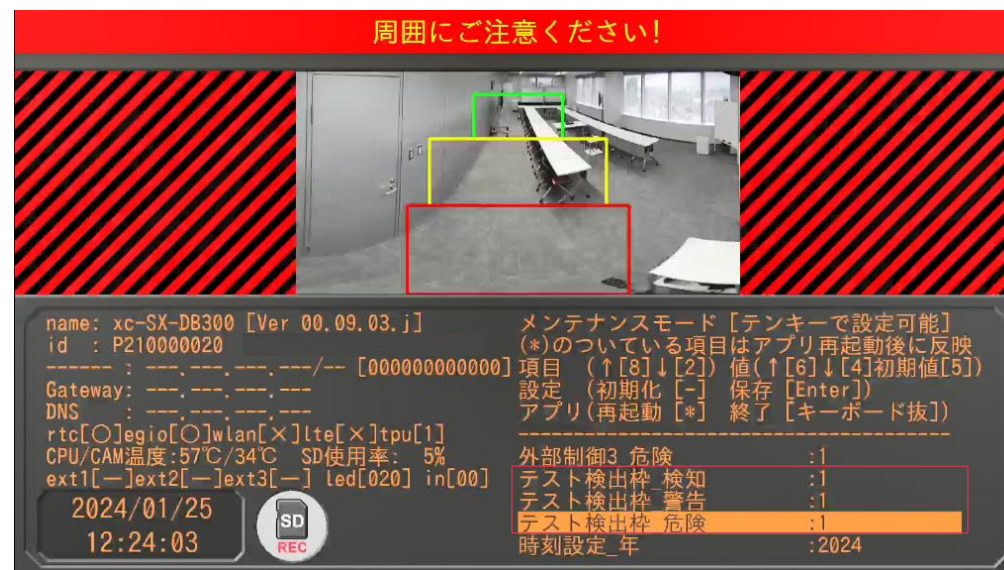 周囲にご注意ください!
name: xc-SX-DB300 [Ver 00.09.03.j]
id : P210000020
------ : ---.---.---.---/-- [000000000000]
Gateway: ---.---.---.---
DNS : ---.---.---.---
rtc[○]egio[○]wlan[×]lte[×]tpu[1]
CPU/CAM温度:57℃/34℃ SD使用率: 5%
ext1[—]ext2[—]ext3[—] led[020] in[00]
2024/01/25
12:24:03
SD
REC
メンテナンスモード [テンキーで設定可能]
(*)のついている項目はアプリ再起動後に反映
項目 (↑[8]↓[2]) 値(↑[6]↓[4]初期値[5])
設定 (初期化 [-] 保存 [Enter])
アプリ(再起動 [*] 終了 [キーボード抜])
----------------------------------------
外部制御3_危険 :1
テスト検出枠_検知 :1
テスト検出枠_警告 :1
テスト検出枠_危険 :1
時刻設定_年 :2024